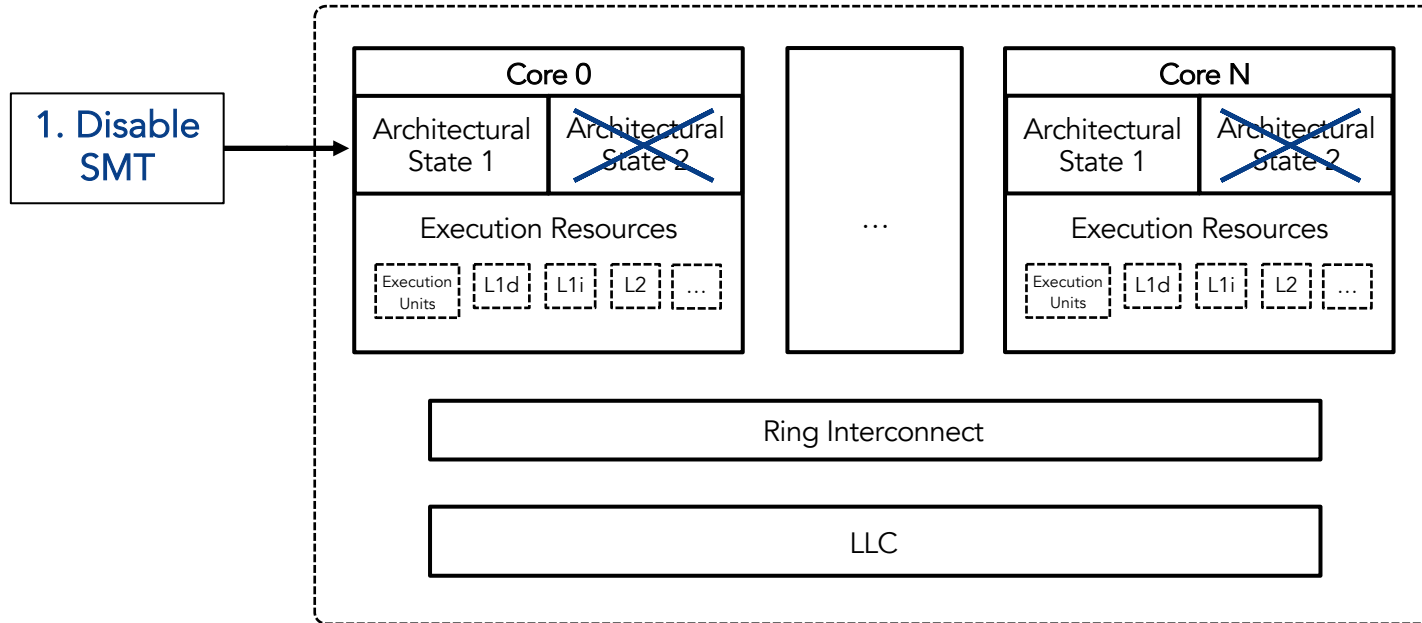 1. Disable
SMT
Core 0
Architectural
State 1
Architectural
State 2
Execution Resources
Execution
Units
L1d
L1i
L2
...
...
Core N
Architectural
State 1
Architectural
State 2
Execution Resources
Execution
Units
L1d
L1i
L2
...
Ring Interconnect
LLC